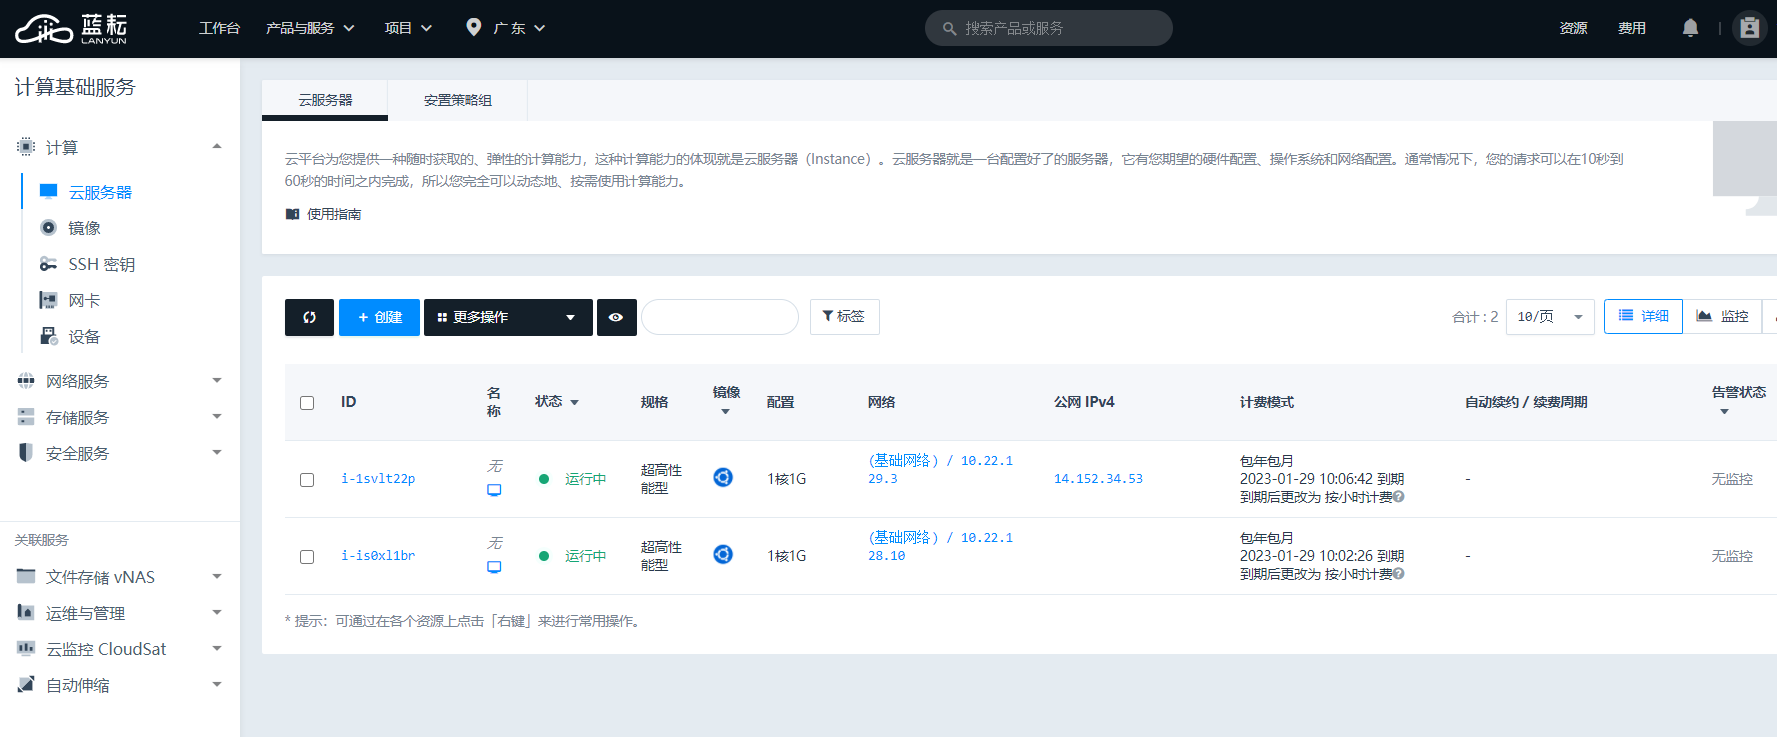 蓝耘
LANYUN
工作台
产品与服务
项目
广东
搜索产品或服务
资源
费用
计算基础服务
计算
云服务器
镜像
SSH 密钥
网卡
设备
网络服务
存储服务
安全服务
关联服务
文件存储 vNAS
运维与管理
云监控 CloudSat
自动伸缩
云服务器
安置策略组
云平台为您提供一种随时获取的、弹性的计算能力，这种计算能力的体现就是云服务器（Instance）。云服务器就是一台配置好了的服务器，它有您期望的硬件配置、操作系统和网络配置。通常情况下，您的请求可以在10秒到
60秒的时间之内完成，所以您完全可以动态地、按需使用计算能力。
使用指南
+ 创建
更多操作
标签
合计 : 2
10/页
详细
监控
ID
名
称
状态
规格
镜像
配置
网络
公网 IPv4
计费模式
自动续约 / 续费周期
告警状态
i-1svlt22p
无
运行中
超高性
能型
1核1G
(基础网络) / 10.22.1
29.3
14.152.34.53
包年包月
2023-01-29 10:06:42 到期
到期后更改为 按小时计费
-
无监控
i-is0xl1br
无
运行中
超高性
能型
1核1G
(基础网络) / 10.22.1
28.10
包年包月
2023-01-29 10:02:26 到期
到期后更改为 按小时计费
-
无监控
* 提示：可通过在各个资源上点击「右键」来进行常用操作。